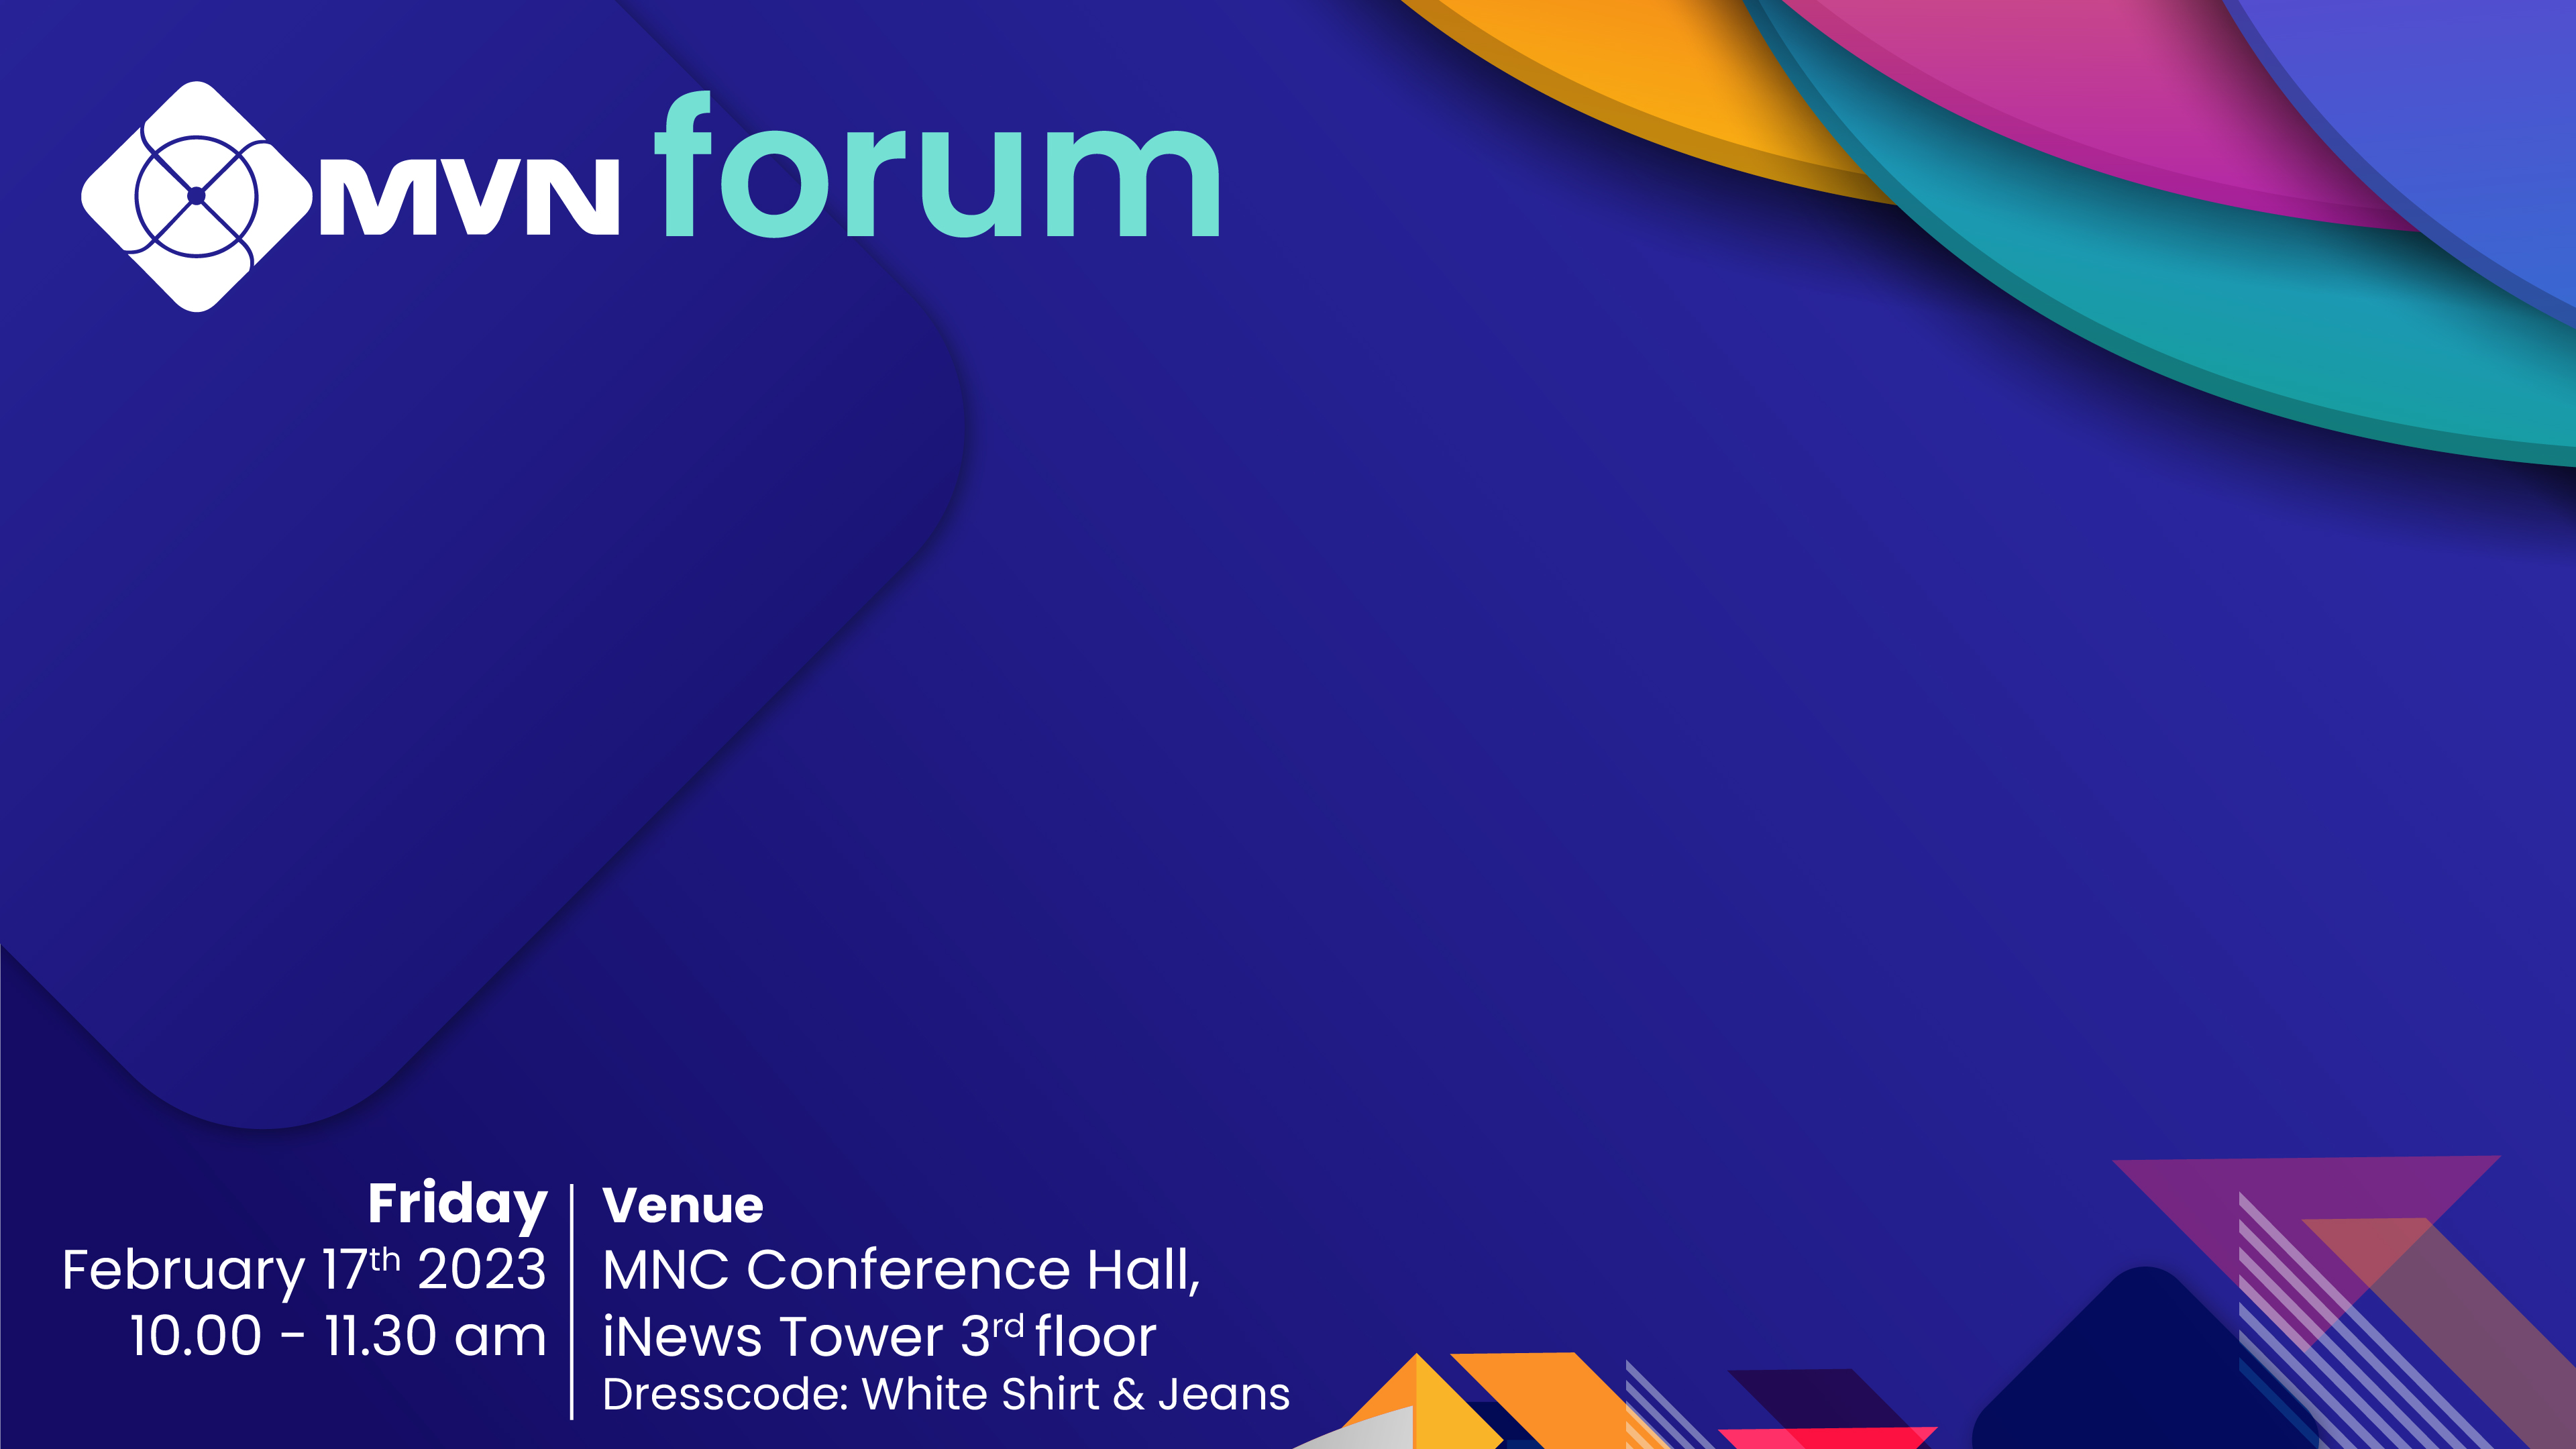 MVN forum
Friday
February 17th 2023
10.00 - 11.30 am
Venue
MNC Conference Hall,
iNews Tower 3rd floor
Dresscode: White Shirt & Jeans